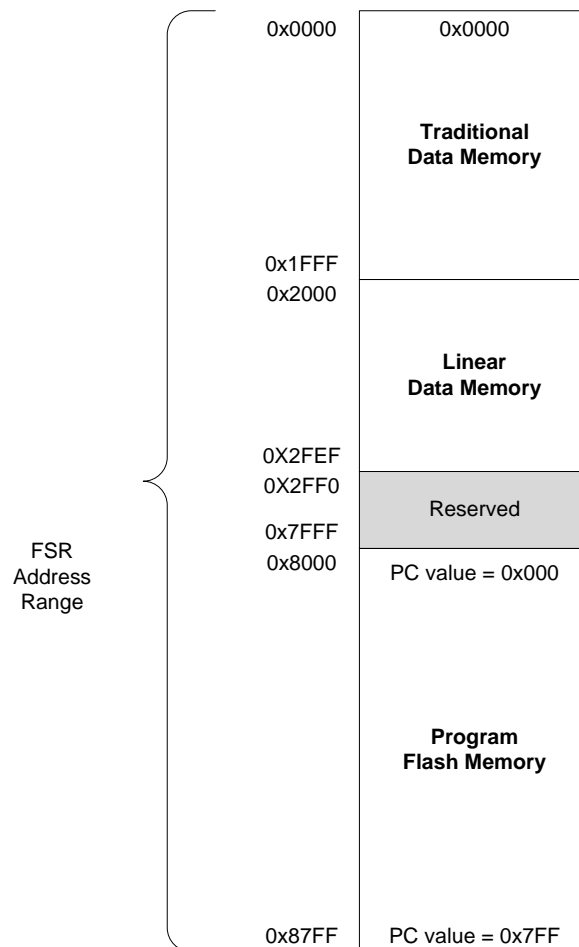 0x0000 0x0000
Traditional
Data Memory
0x1FFF
0x2000
Linear
Data Memory
0X2FEF
0X2FF0
Reserved
0x7FFF
0x8000
PC value = 0x000
FSR
Address
Range
Program
Flash Memory
0x87FF PC value = 0x7FF